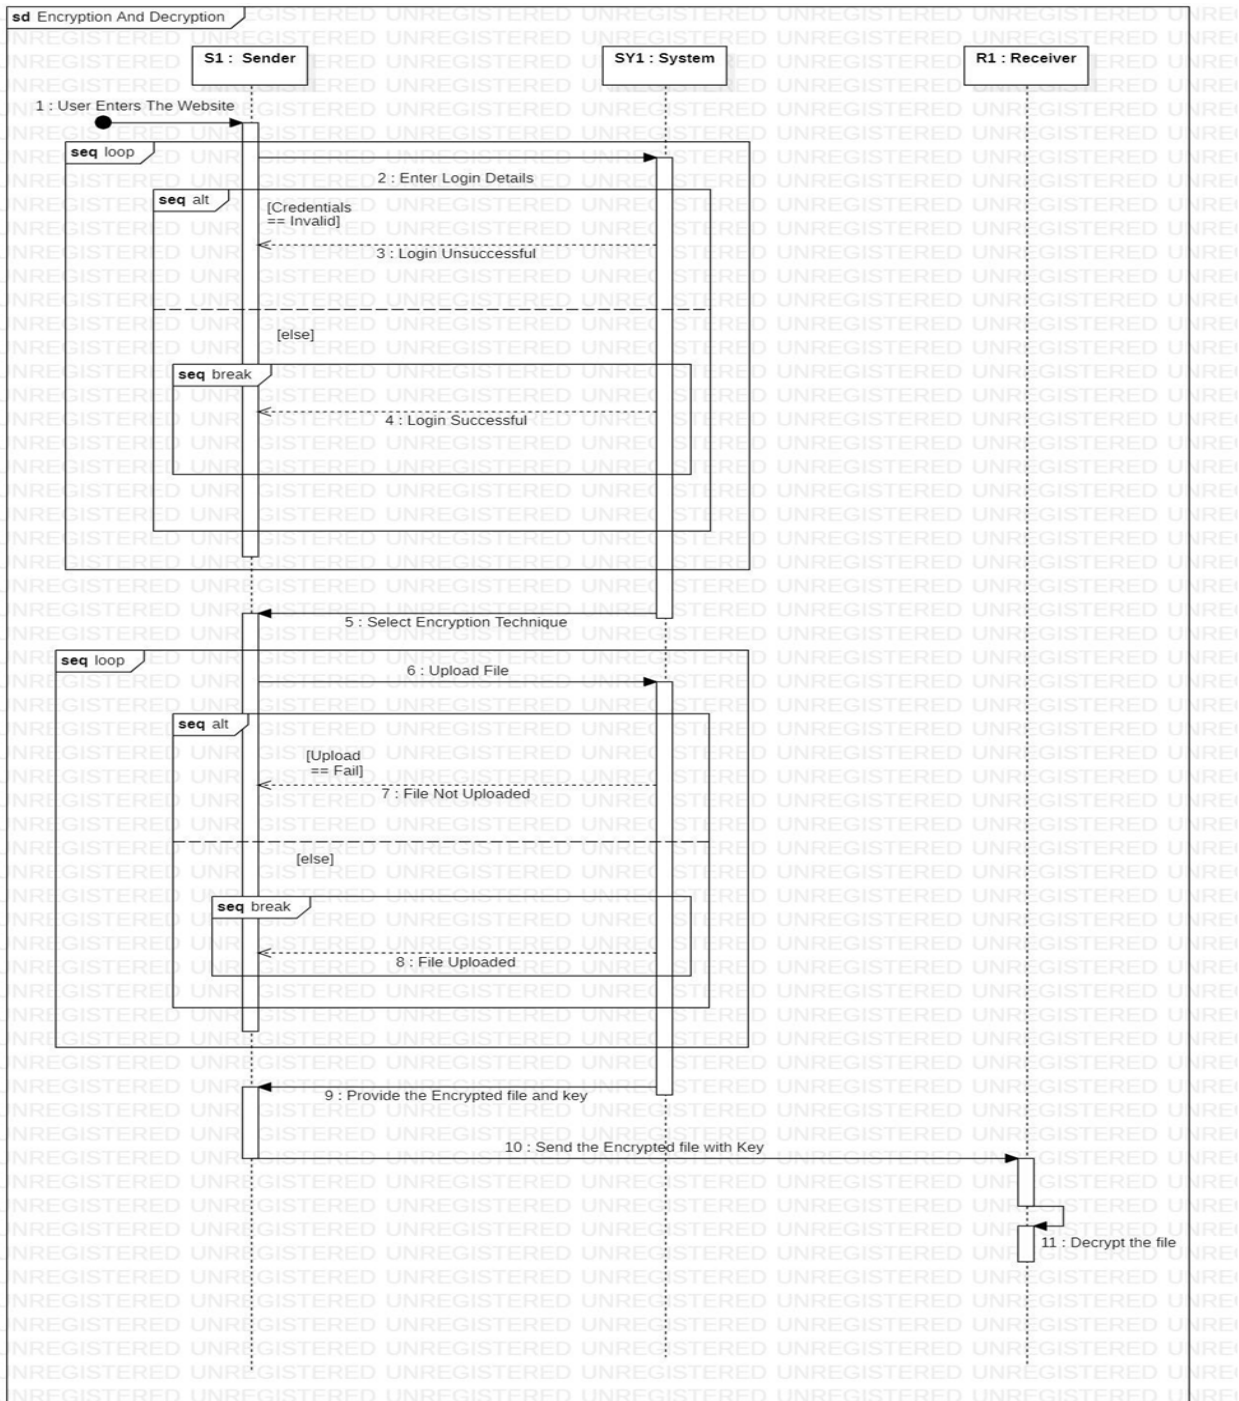 sd Encryption And Decryption
S1 : Sender
SY1 : System
R1 : Receiver
1 : User Enters The Website
seq loop
2 : Enter Login Details
seq alt
[Credentials
== Invalid]
3 : Login Unsuccessful
[else]
seq break
4 : Login Successful
5 : Select Encryption Technique
seq loop
6 : Upload File
seq alt
[Upload
== Fail]
7 : File Not Uploaded
[else]
seq break
8 : File Uploaded
9 : Provide the Encrypted file and key
10 : Send the Encrypted file with Key
11 : Decrypt the file
UNREGISTERED